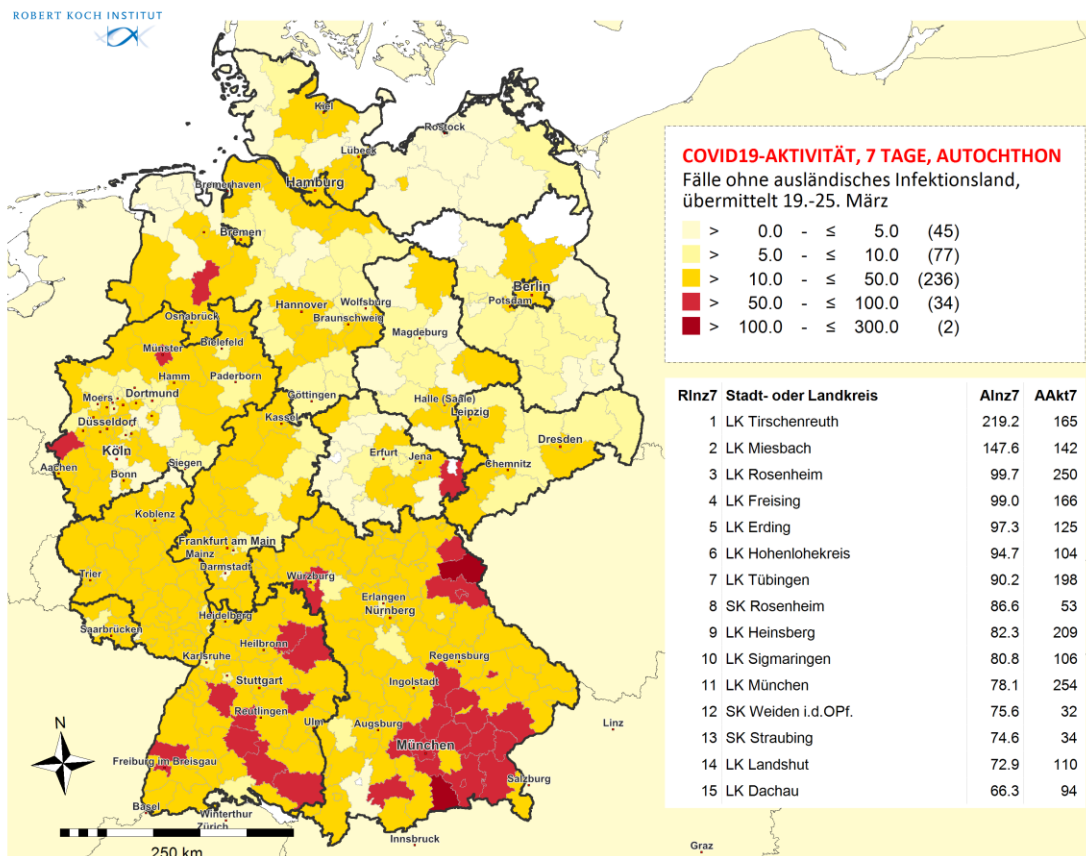 ROBERT KOCH INSTITUT
Kiel
Rostock
Lübeck
Bremerhaven
Hamburg
Bremen
Berlin
Potsdam
Hannover
Wolfsburg
Braunschweig
Osnabrück
Magdeburg
Münster
Bielefeld
Hamm
Paderborn
Moers
Dortmund
Göttingen
Halle (Saale)
Leipzig
Düsseldorf
Kassel
Dresden
Köln
Aachen
Siegen
Erfurt
Jena
Chemnitz
Bonn
Koblenz
Frankfurt am Main
Mainz
Darmstadt
Trier
Würzburg
Erlangen
Nürnberg
Heidelberg
Saarbrücken
Heilbronn
Karlsruhe
Regensburg
Stuttgart
Ingolstadt
Reutlingen
Ulm
Augsburg
Linz
München
Freiburg im Breisgau
Salzburg
Basel
Winterthur
Zürich
Innsbruck
Graz
N
250 km
COVID19-AKTIVITÄT, 7 TAGE, AUTOCHTHON
Fälle ohne ausländisches Infektionsland,
übermittelt 19.-25. März
> 0.0 - ≤ 5.0 (45)
> 5.0 - ≤ 10.0 (77)
> 10.0 - ≤ 50.0 (236)
> 50.0 - ≤ 100.0 (34)
> 100.0 - ≤ 300.0 (2)
RInz7 Stadt- oder Landkreis AInz7 AAkt7
1 LK Tirschenreuth 219.2 165
2 LK Miesbach 147.6 142
3 LK Rosenheim 99.7 250
4 LK Freising 99.0 166
5 LK Erding 97.3 125
6 LK Hohenlohekreis 94.7 104
7 LK Tübingen 90.2 198
8 SK Rosenheim 86.6 53
9 LK Heinsberg 82.3 209
10 LK Sigmaringen 80.8 106
11 LK München 78.1 254
12 SK Weiden i.d.OPf. 75.6 32
13 SK Straubing 74.6 34
14 LK Landshut 72.9 110
15 LK Dachau 66.3 94